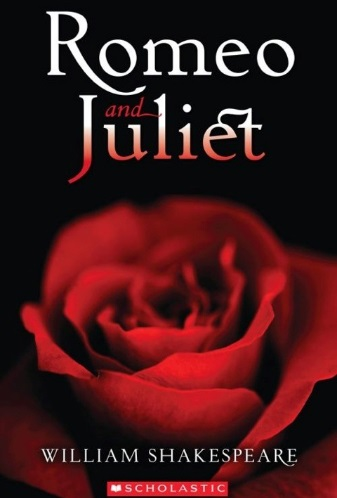 Romeo
and
Juliet
WILLIAM SHAKESPEARE
SCHOLASTIC